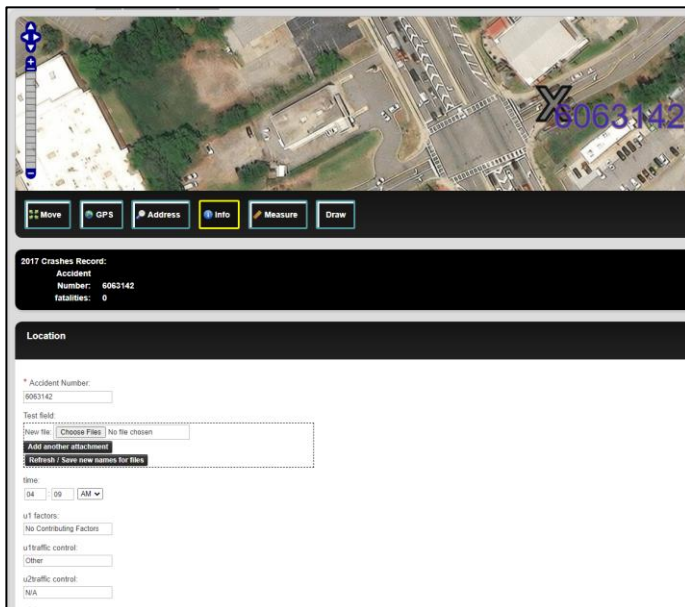 6063142
Move GPS Address Info Measure Draw
2017 Crashes Record:
Accident
Number: 6063142
fatalities: 0
Location
* Accident Number:
6063142
Test field:
New file: Choose Files No file chosen
Add another attachment
Refresh / Save new names for files
time:
04 : 09 AM
u1 factors:
No Contributing Factors
u1traffic control:
Other
u2traffic control:
N/A